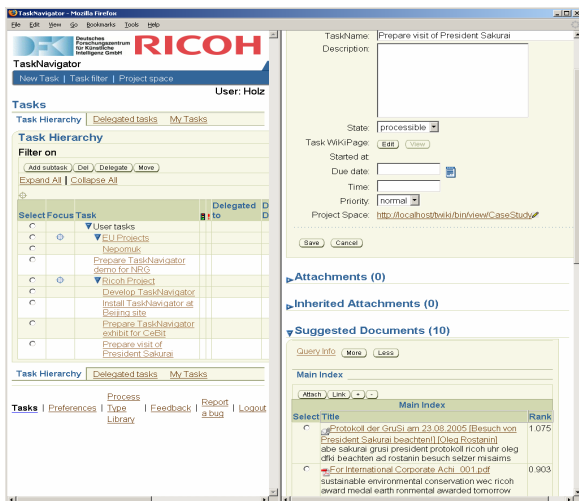 TaskNavigator - Mozilla Firefox
File Edit View Go Bookmarks Tools Help
Deutsches
Forschungszentrum
für Künstliche
Intelligenz GmbH
RICOH
TaskNavigator
New Task | Task filter | Project space
User: Holz
Tasks
Task Hierarchy Delegated tasks My Tasks
Task Hierarchy
Filter on
Add subtask Del Delegate Move
Expand All | Collapse All
Delegated D
Select Focus Task ! to D
User tasks
EU Projects
Nepomuk
Prepare TaskNavigator
demo for NRG
Ricoh Project
Develop TaskNavigator
Install TaskNavigator at
Beijing site
Prepare TaskNavigator
exhibit for CeBit
Prepare visit of
President Sakurai
Task Hierarchy Delegated tasks My Tasks
Tasks | Preferences | Process
Type
Library | Feedback | Report
a bug | Logout
TaskName: Prepare visit of President Sakurai
Description:
State: processible
Task WiKiPage: Edit View
Started at:
Due date:
Time:
Priority: normal
Project Space: http://localhost/twiki/bin/view/CaseStudy
Save Cancel
Attachments (0)
Inherited Attachments (0)
Suggested Documents (10)
Query Info More Less
Main Index
Attach Link + -
Main Index
Select Title Rank
Protokoll der GruSi am 23.08.2005 [Besuch von 1.075
President Sakurai beachten!] [Oleg Rostanin]
abe sakurai grusi president protokoll ricoh uhr oleg
dfki beachten ad rostanin besuch selzer misaims
For International Corporate Achi_001.pdf 0.903
sustainable environmental conservation wec ricoh
award medal earth ronmental awarded tomorrow